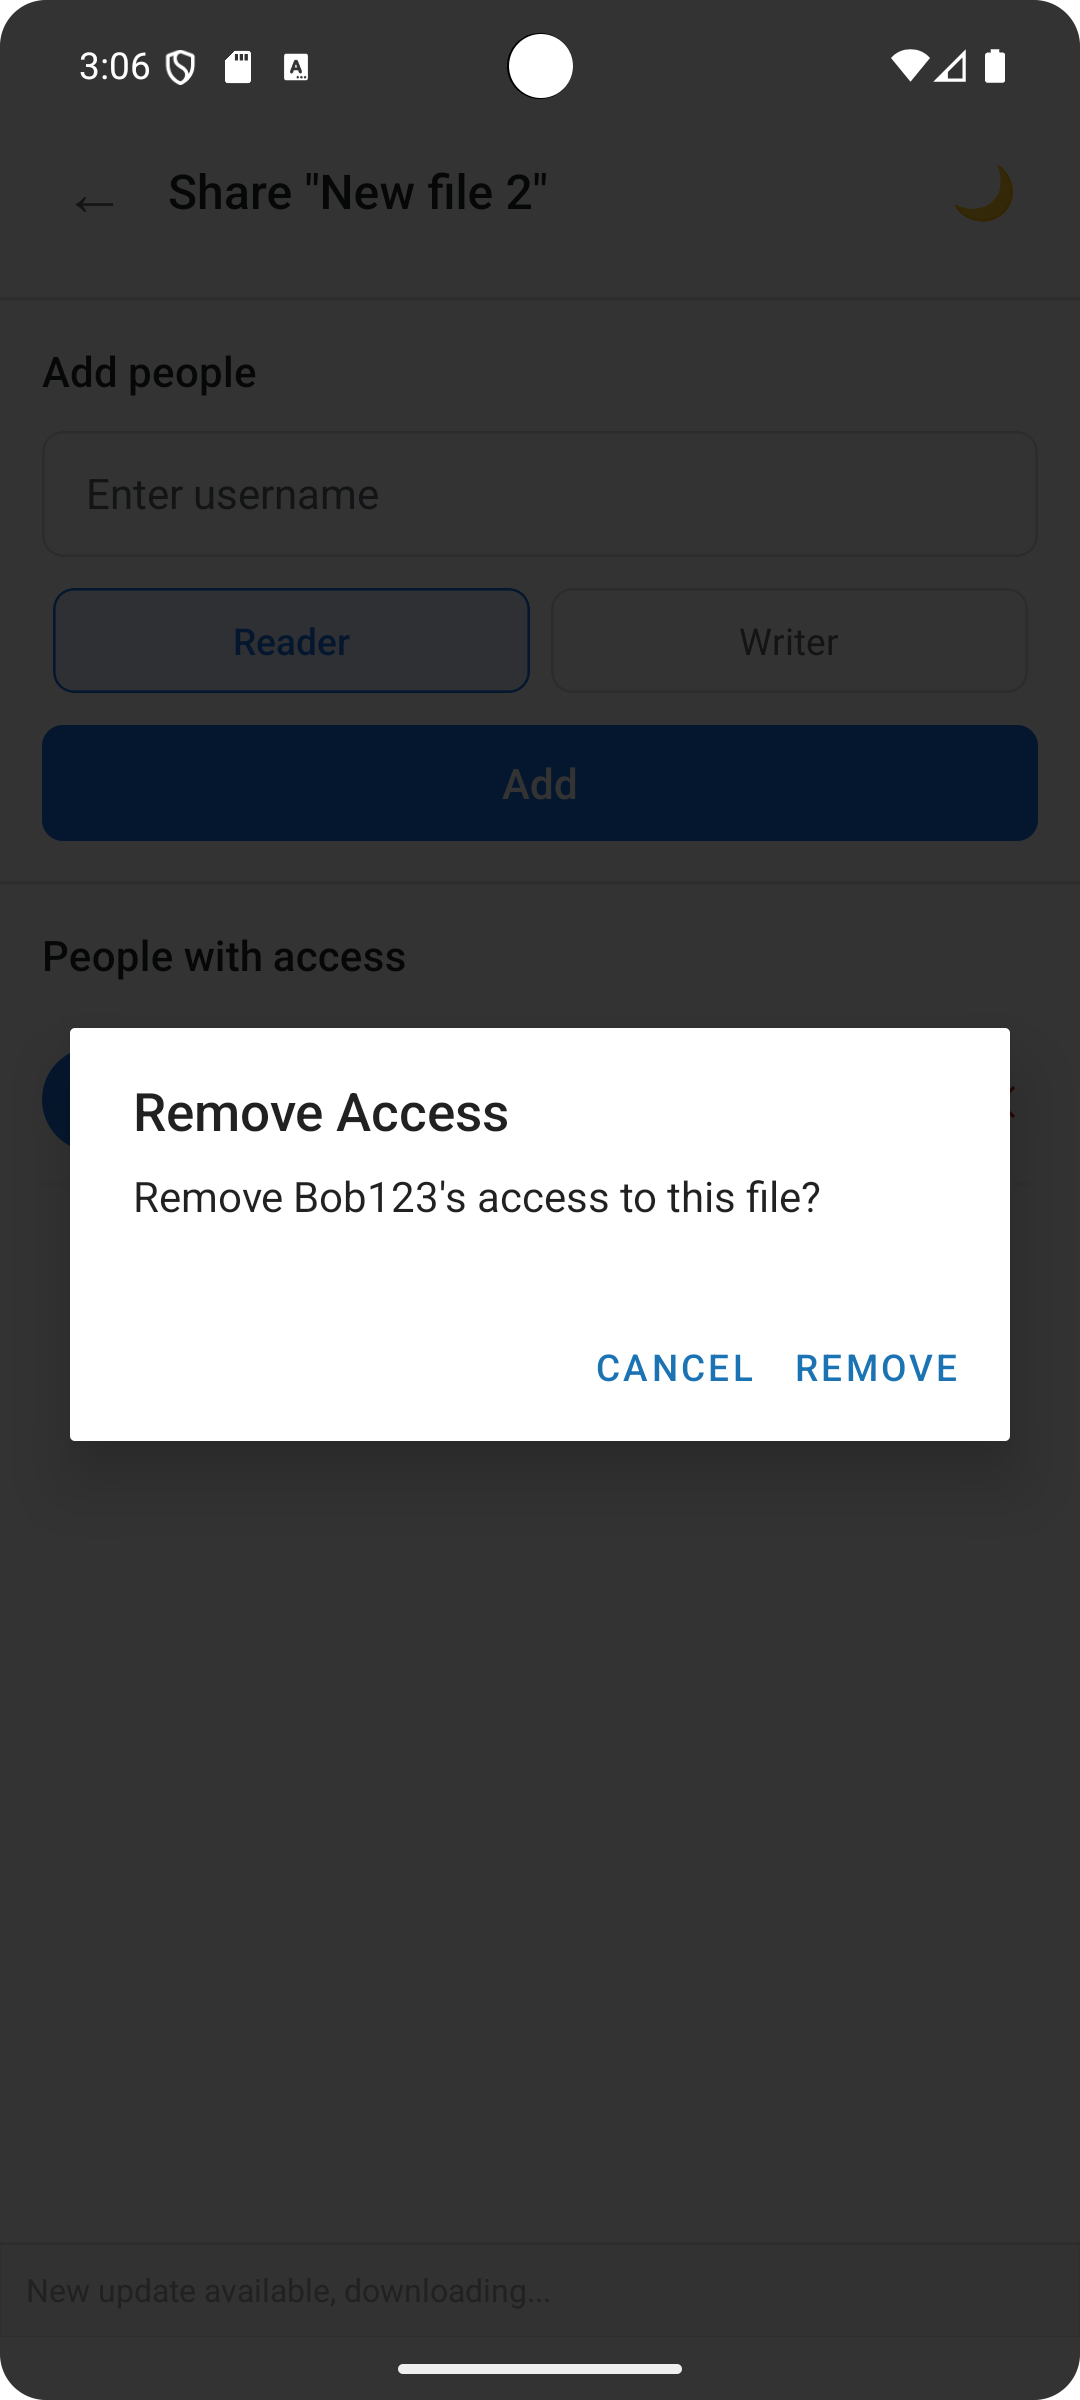 3:06
Share "New file 2"
Add people
Enter username
Reader
Writer
Add
People with access
Remove Access
Remove Bob123's access to this file?
CANCEL
REMOVE
New update available, downloading...